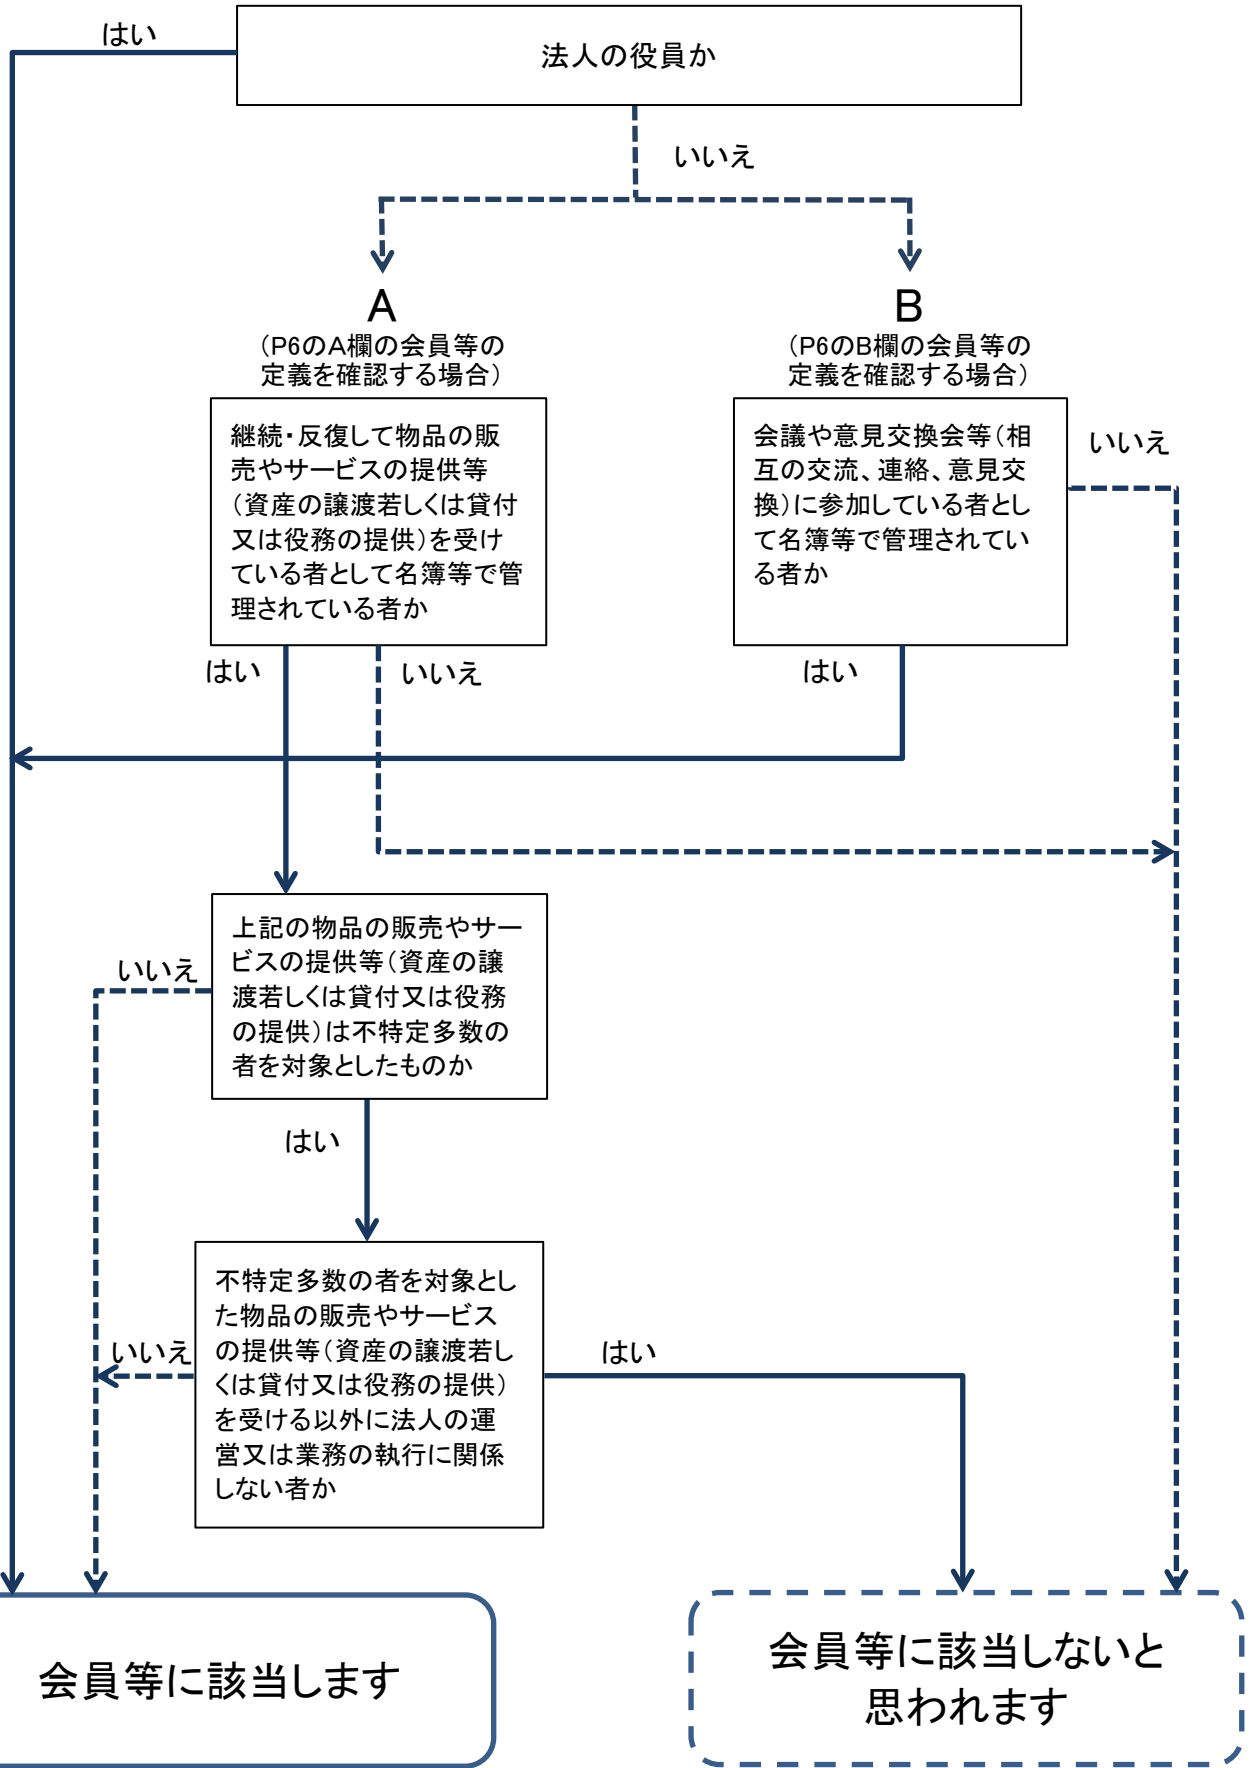 はい
法人の役員か
いいえ
A
（P6のA欄の会員等の
定義を確認する場合）
継続・反復して物品の販
売やサービスの提供等
（資産の譲渡若しくは貸付
又は役務の提供）を受け
ている者として名簿等で管
理されている者か
はい
いいえ
B
（P6のB欄の会員等の
定義を確認する場合）
会議や意見交換会等（相
互の交流、連絡、意見交
換）に参加している者とし
て名簿等で管理されてい
る者か
いいえ
はい
上記の物品の販売やサー
ビスの提供等（資産の譲
渡若しくは貸付又は役務
の提供）は不特定多数の
者を対象としたものか
いいえ
はい
不特定多数の者を対象とし
た物品の販売やサービス
の提供等（資産の譲渡若し
くは貸付又は役務の提供）
を受ける以外に法人の運
営又は業務の執行に関係
しない者か
いいえ
はい
会員等に該当します
会員等に該当しないと
思われます